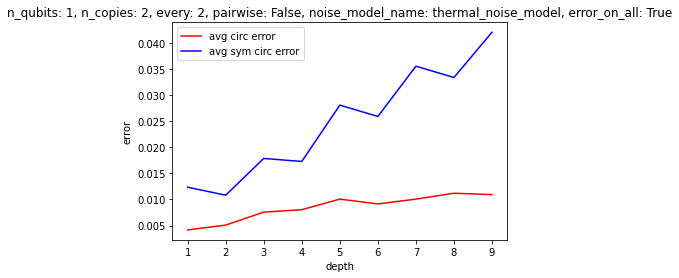 n_qubits: 1, n_copies: 2, every: 2, pairwise: False, noise_model_name: thermal_noise_model, error_on_all: True
avg circ error
avg sym circ error
0.040
0.035
0.030
0.025
0.020
0.015
0.010
0.005
error
1 2 3 4 5 6 7 8 9
depth